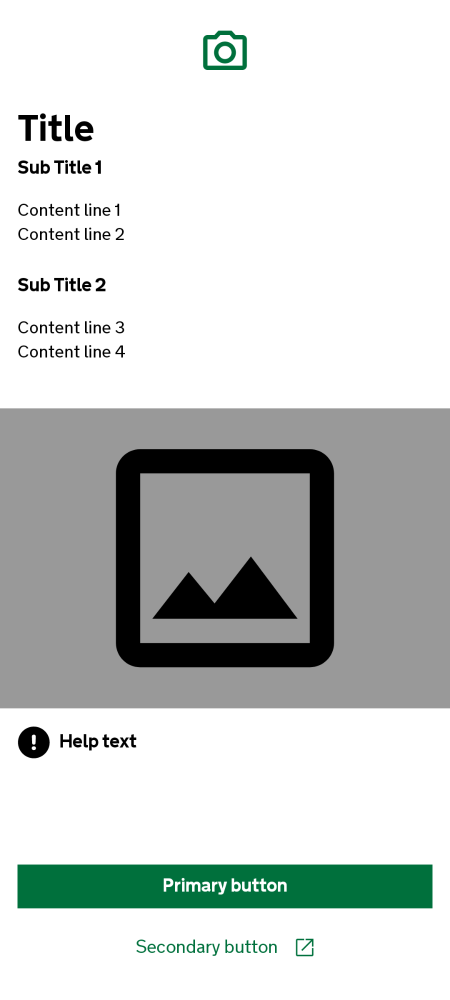 Title
Sub Title 1
Content line 1
Content line 2
Sub Title 2
Content line 3
Content line 4
Help text
Primary button
Secondary button